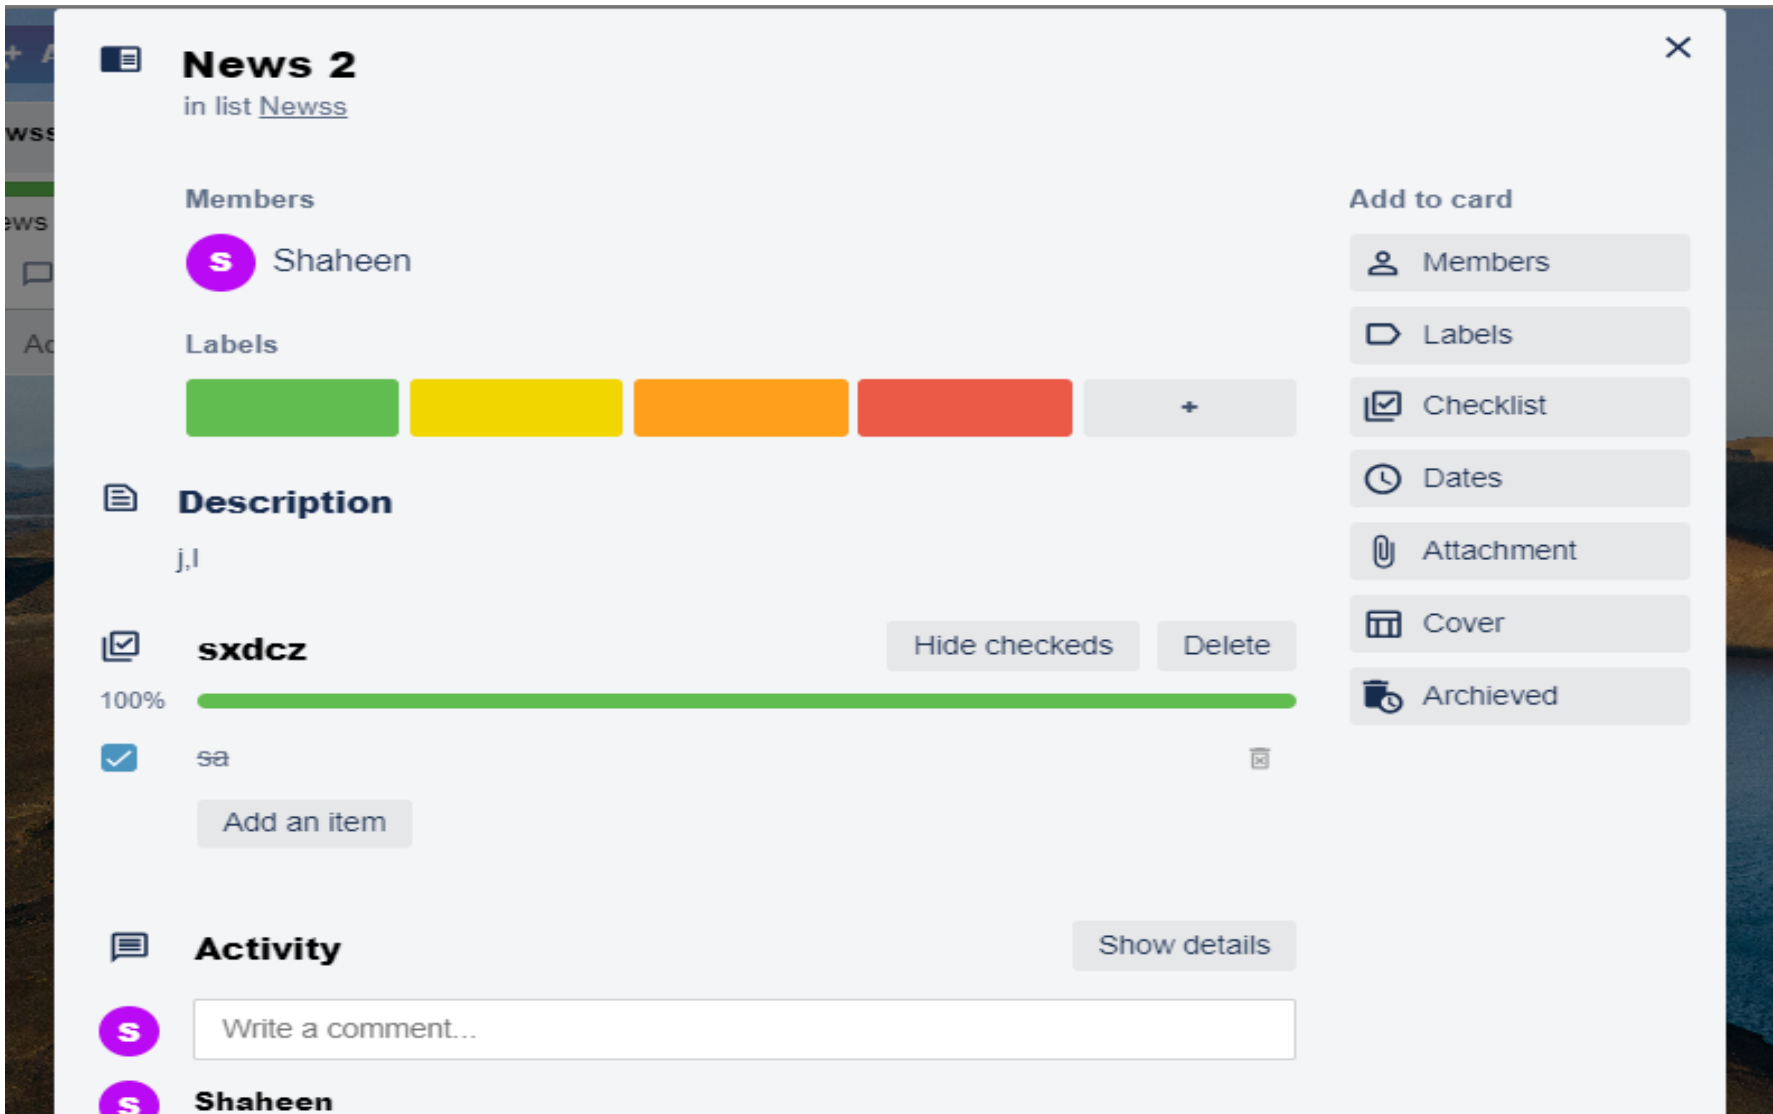 News 2
in list Newss
Members
S Shaheen
Labels
+
Description
j,l
sxdcz
Hide checkeds
Delete
100%
sa
Add an item
Activity
Show details
S
Write a comment...
S
Shaheen
Add to card
Members
Labels
Checklist
Dates
Attachment
Cover
Archieved